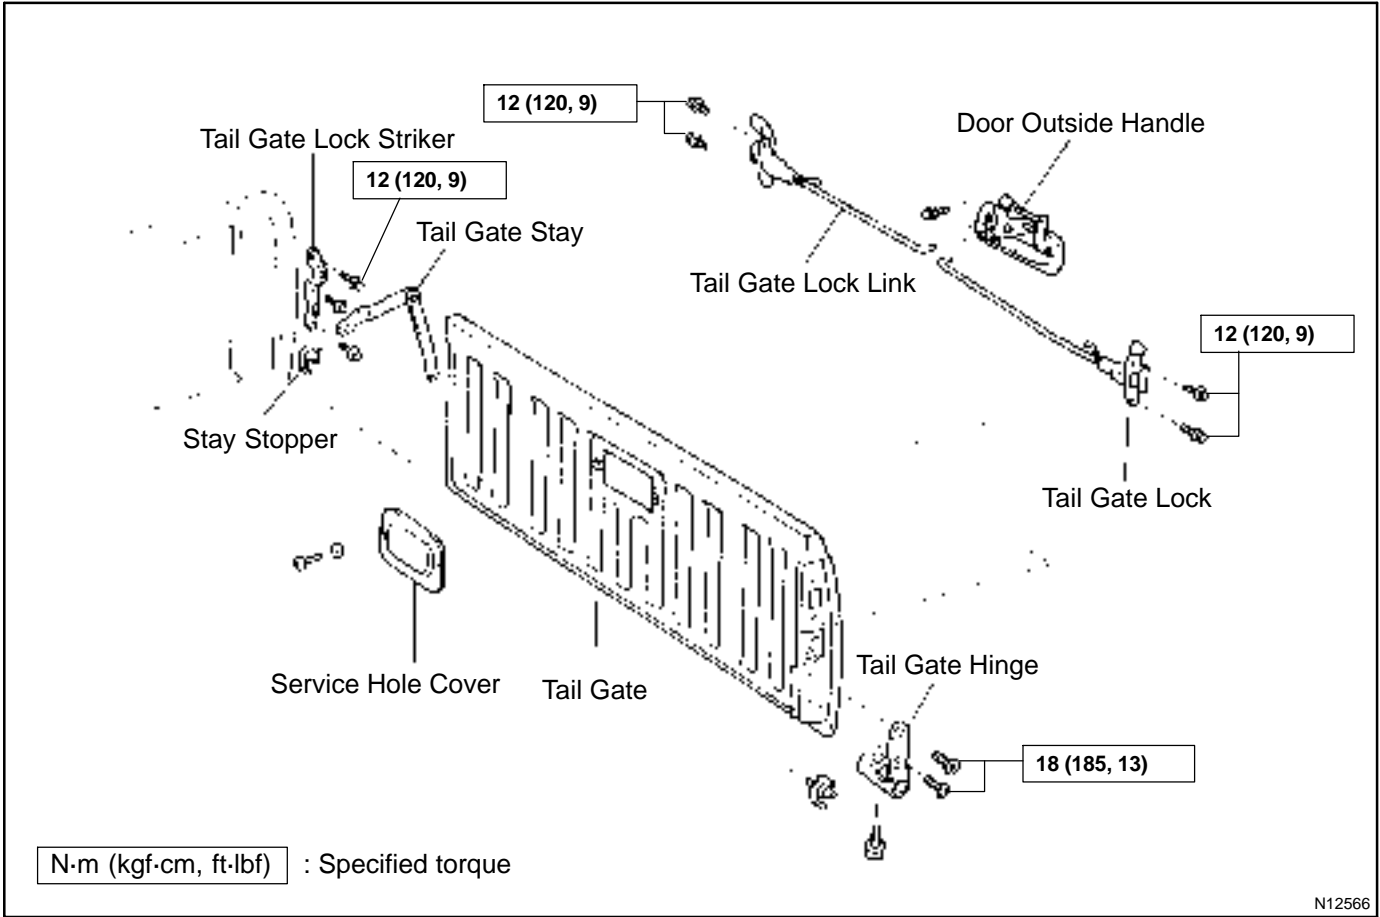 12 (120, 9)
Door Outside Handle
Tail Gate Lock Striker
12 (120, 9)
Tail Gate Stay
Tail Gate Lock Link
12 (120, 9)
Stay Stopper
Tail Gate Lock
Service Hole Cover
Tail Gate
Tail Gate Hinge
18 (185, 13)
N·m (kgf·cm, ft·lbf) : Specified torque
N12566